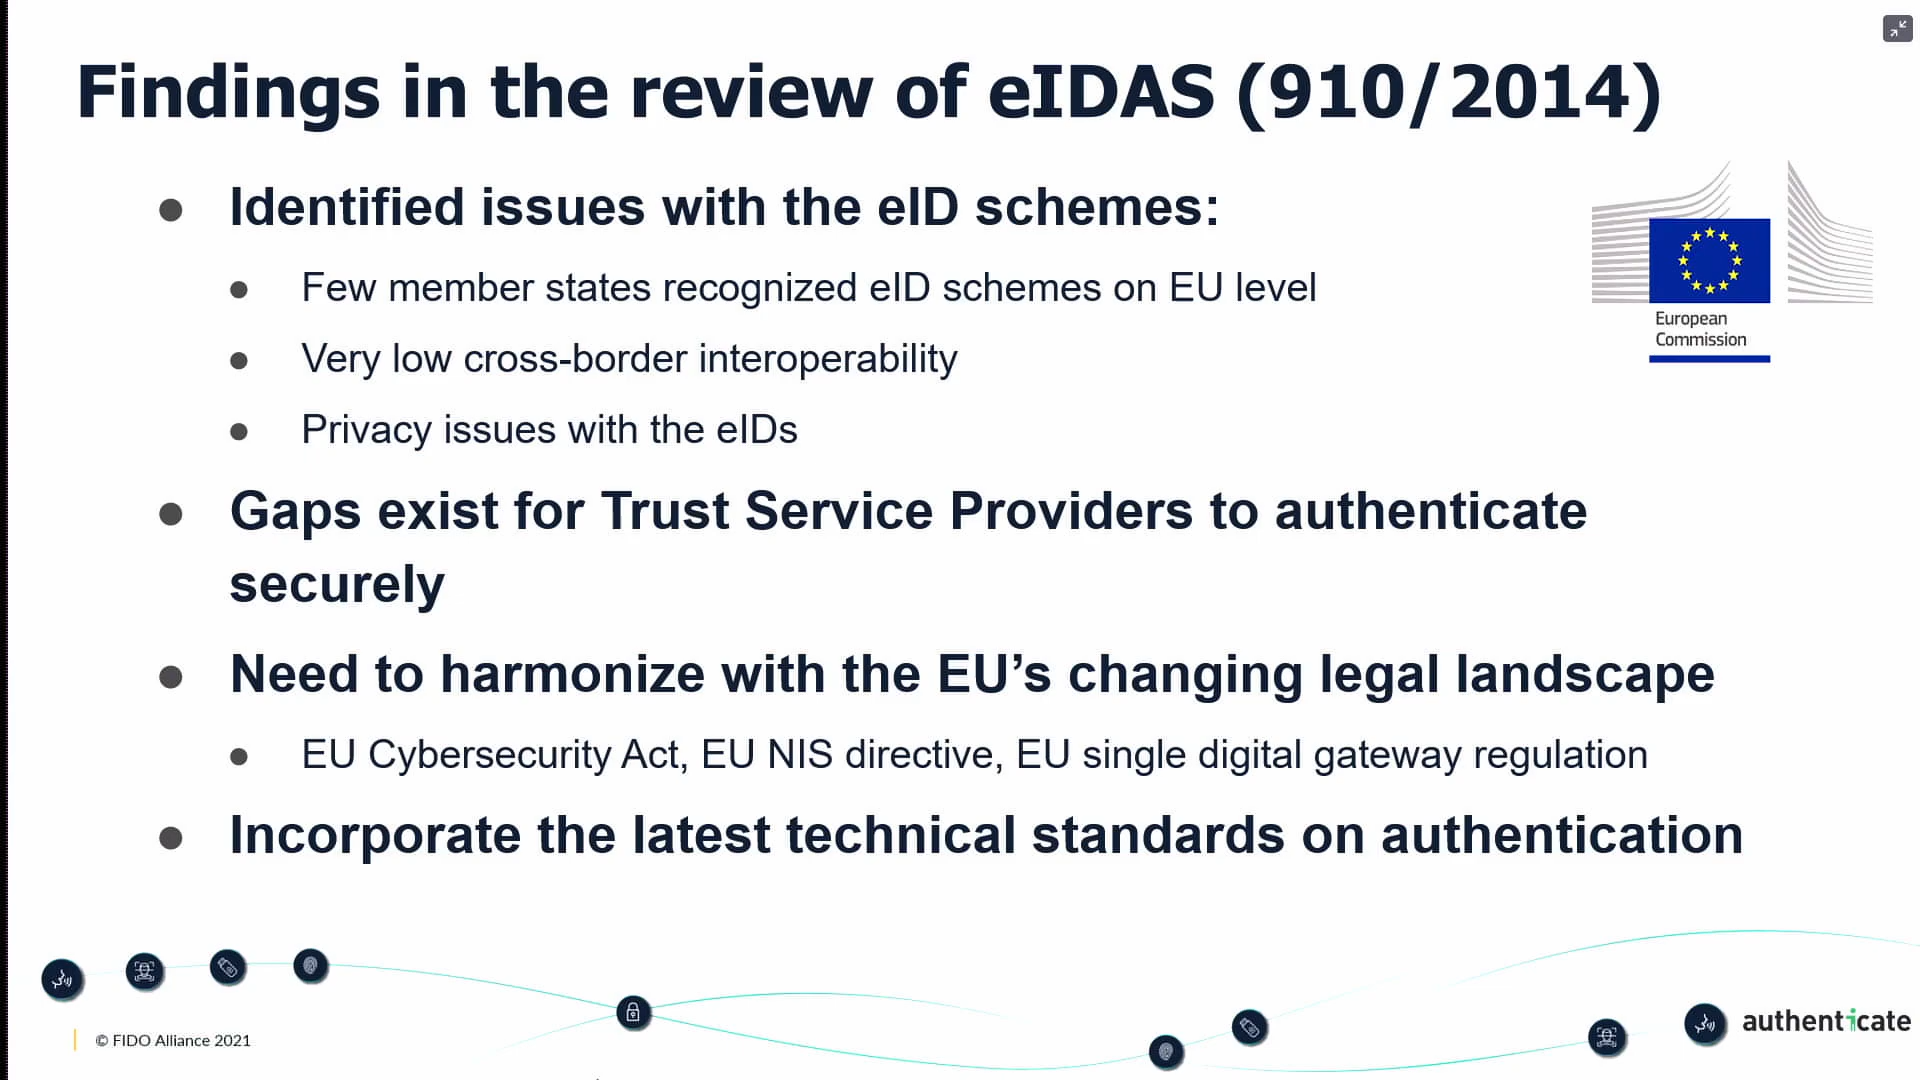 Findings in the review of eIDAS (910/2014)
● Identified issues with the eID schemes:
● Few member states recognized eID schemes on EU level
● Very low cross-border interoperability
● Privacy issues with the eIDs
● Gaps exist for Trust Service Providers to authenticate
securely
● Need to harmonize with the EU’s changing legal landscape
● EU Cybersecurity Act, EU NIS directive, EU single digital gateway regulation
● Incorporate the latest technical standards on authentication
European
Commission
© FIDO Alliance 2021
authenticate